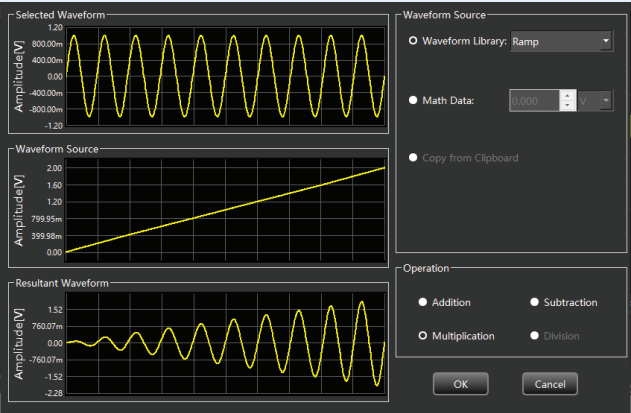 Selected Waveform
Amplitude[V]
1.20
800.00m
400.00m
0.00
-400.00m
-800.00m
-1.20
Waveform Source
Amplitude[V]
2.00
1.60
1.20
799.95m
399.98m
0.00
Resultant Waveform
Amplitude[V]
1.52
760.07m
0.00
-760.07m
-1.52
-2.28
Waveform Source
Waveform Library: Ramp
Math Data: 0.000 V
Copy from Clipboard
Operation
Addition Subtraction
Multiplication Division
OK Cancel